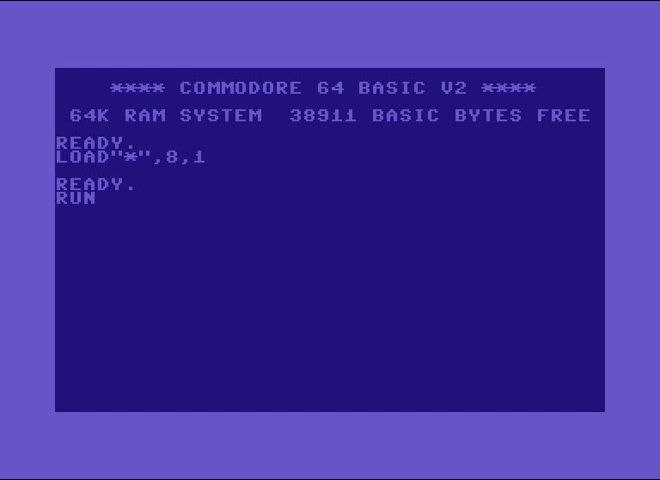 **** COMMODORE 64 BASIC V2 ****
64K RAM SYSTEM  38911 BASIC BYTES FREE
READY.
LOAD"*",8,1
READY.
RUN